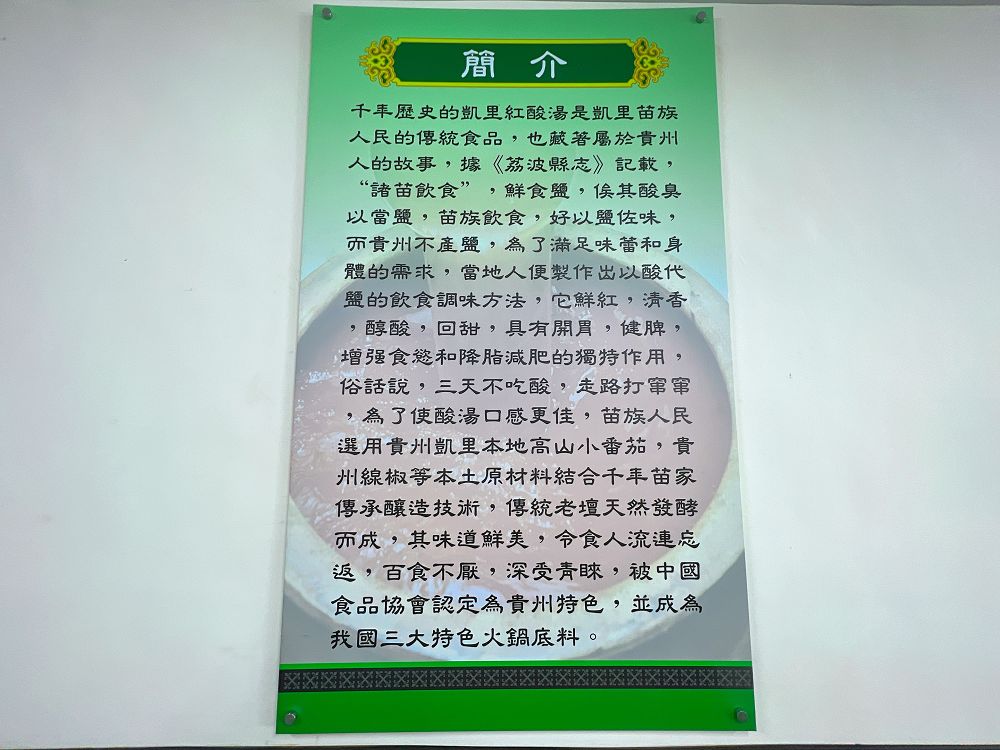 簡介
千年歷史的凱里紅酸湯是凱里苗族
人民的傳統食品，也藏著屬於貴州
人的故事，據《荔波縣志》記載，
“諸苗飲食”，鮮食鹽，俟其酸臭
以當鹽，苗族飲食，好以鹽佐味，
而貴州不產鹽，為了滿足味蕾和身
體的需求，當地人便製作出以酸代
鹽的飲食調味方法，它鮮紅，清香
，醇酸，回甜，具有開胃，健脾，
增强食慾和降脂減肥的獨特作用，
俗話說，三天不吃酸，走路打窜窜
，為了使酸湯口感更佳，苗族人民
選用貴州凱里本地高山小番茄，貴
州線椒等本土原材料結合千年苗家
傳承釀造技術，傳統老壇天然發酵
而成，其味道鮮美，令食人流連忘
返，百食不厭，深受青睞，被中國
食品協會認定為貴州特色，並成為
我國三大特色火鍋底料。